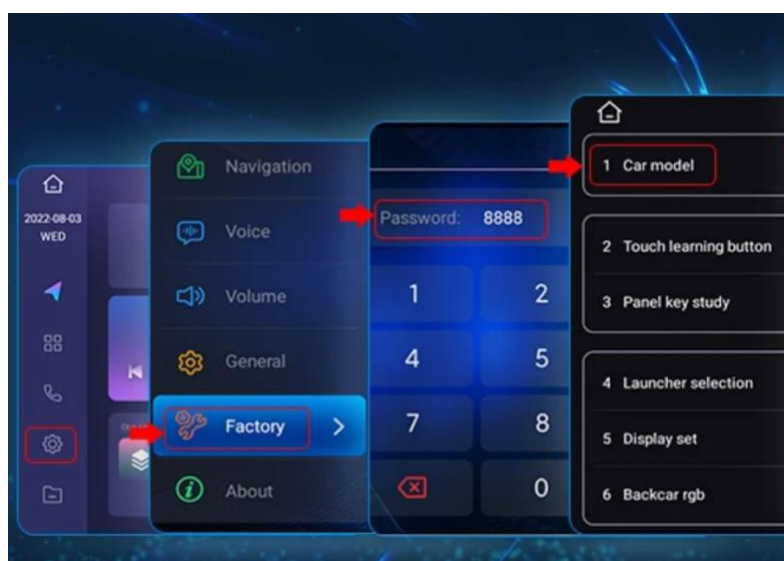 2022-08-03
WED
Navigation
Voice
Volume
General
Factory
About
Password: 8888
1 2
4 5
7 8
0
1 Car model
2 Touch learning button
3 Panel key study
4 Launcher selection
5 Display set
6 Backcar rgb